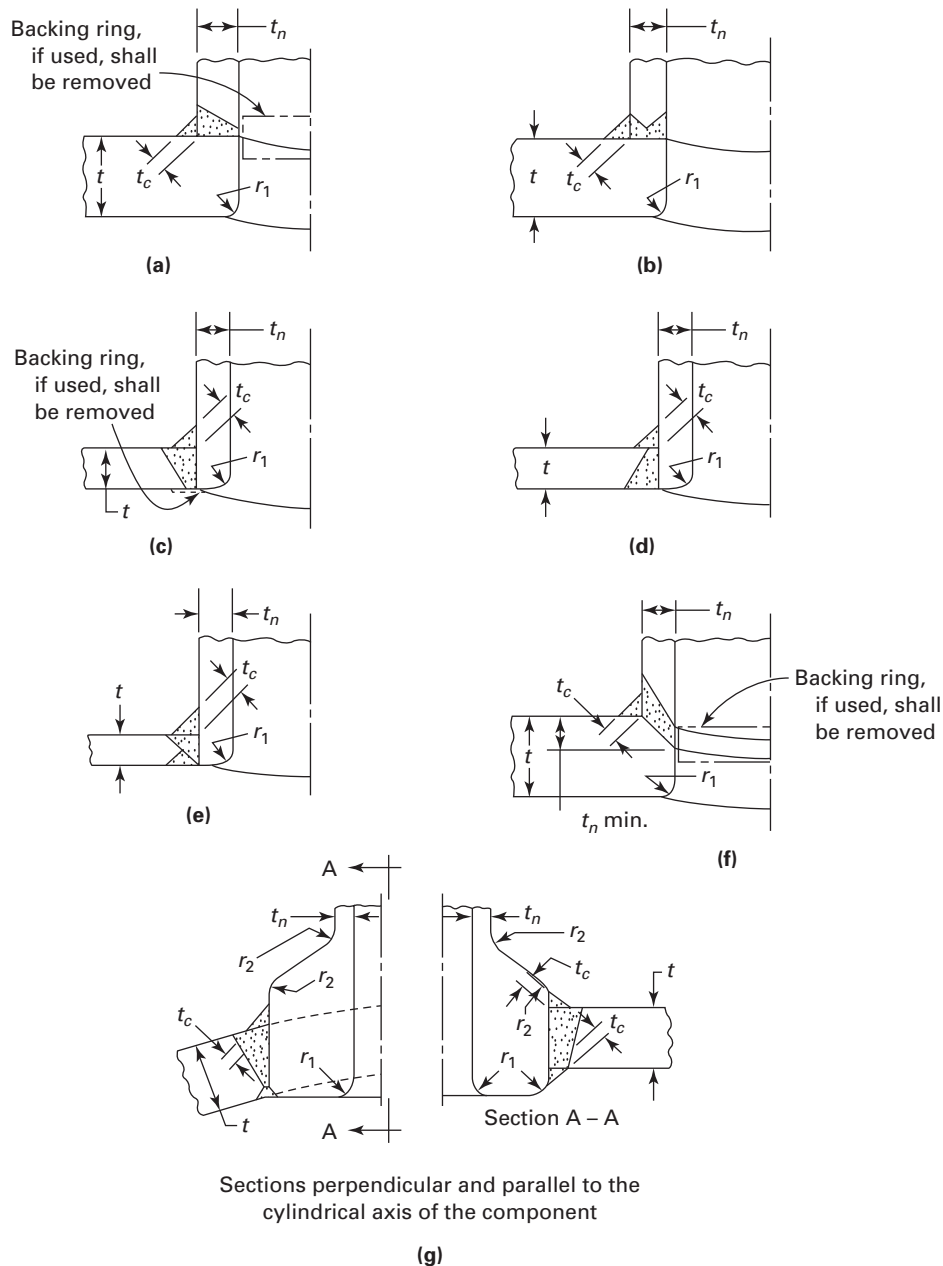 Backing ring,
if used, shall
be removed
t_n
t
t_c
r_1
(a)
t_n
t
t_c
r_1
(b)
t_n
Backing ring,
if used, shall
be removed
t_c
r_1
t
(c)
t_n
t_c
t
r_1
(d)
t_n
t_c
t
r_1
(e)
t_n
t_c
Backing ring,
if used, shall
be removed
t
r_1
t_n min.
(f)
A
t_n
r_2
r_2
t_c
r_1
t
A
t_n
r_2
t_c
t
r_2
t_c
r_1
Section A – A
Sections perpendicular and parallel to the
cylindrical axis of the component
(g)